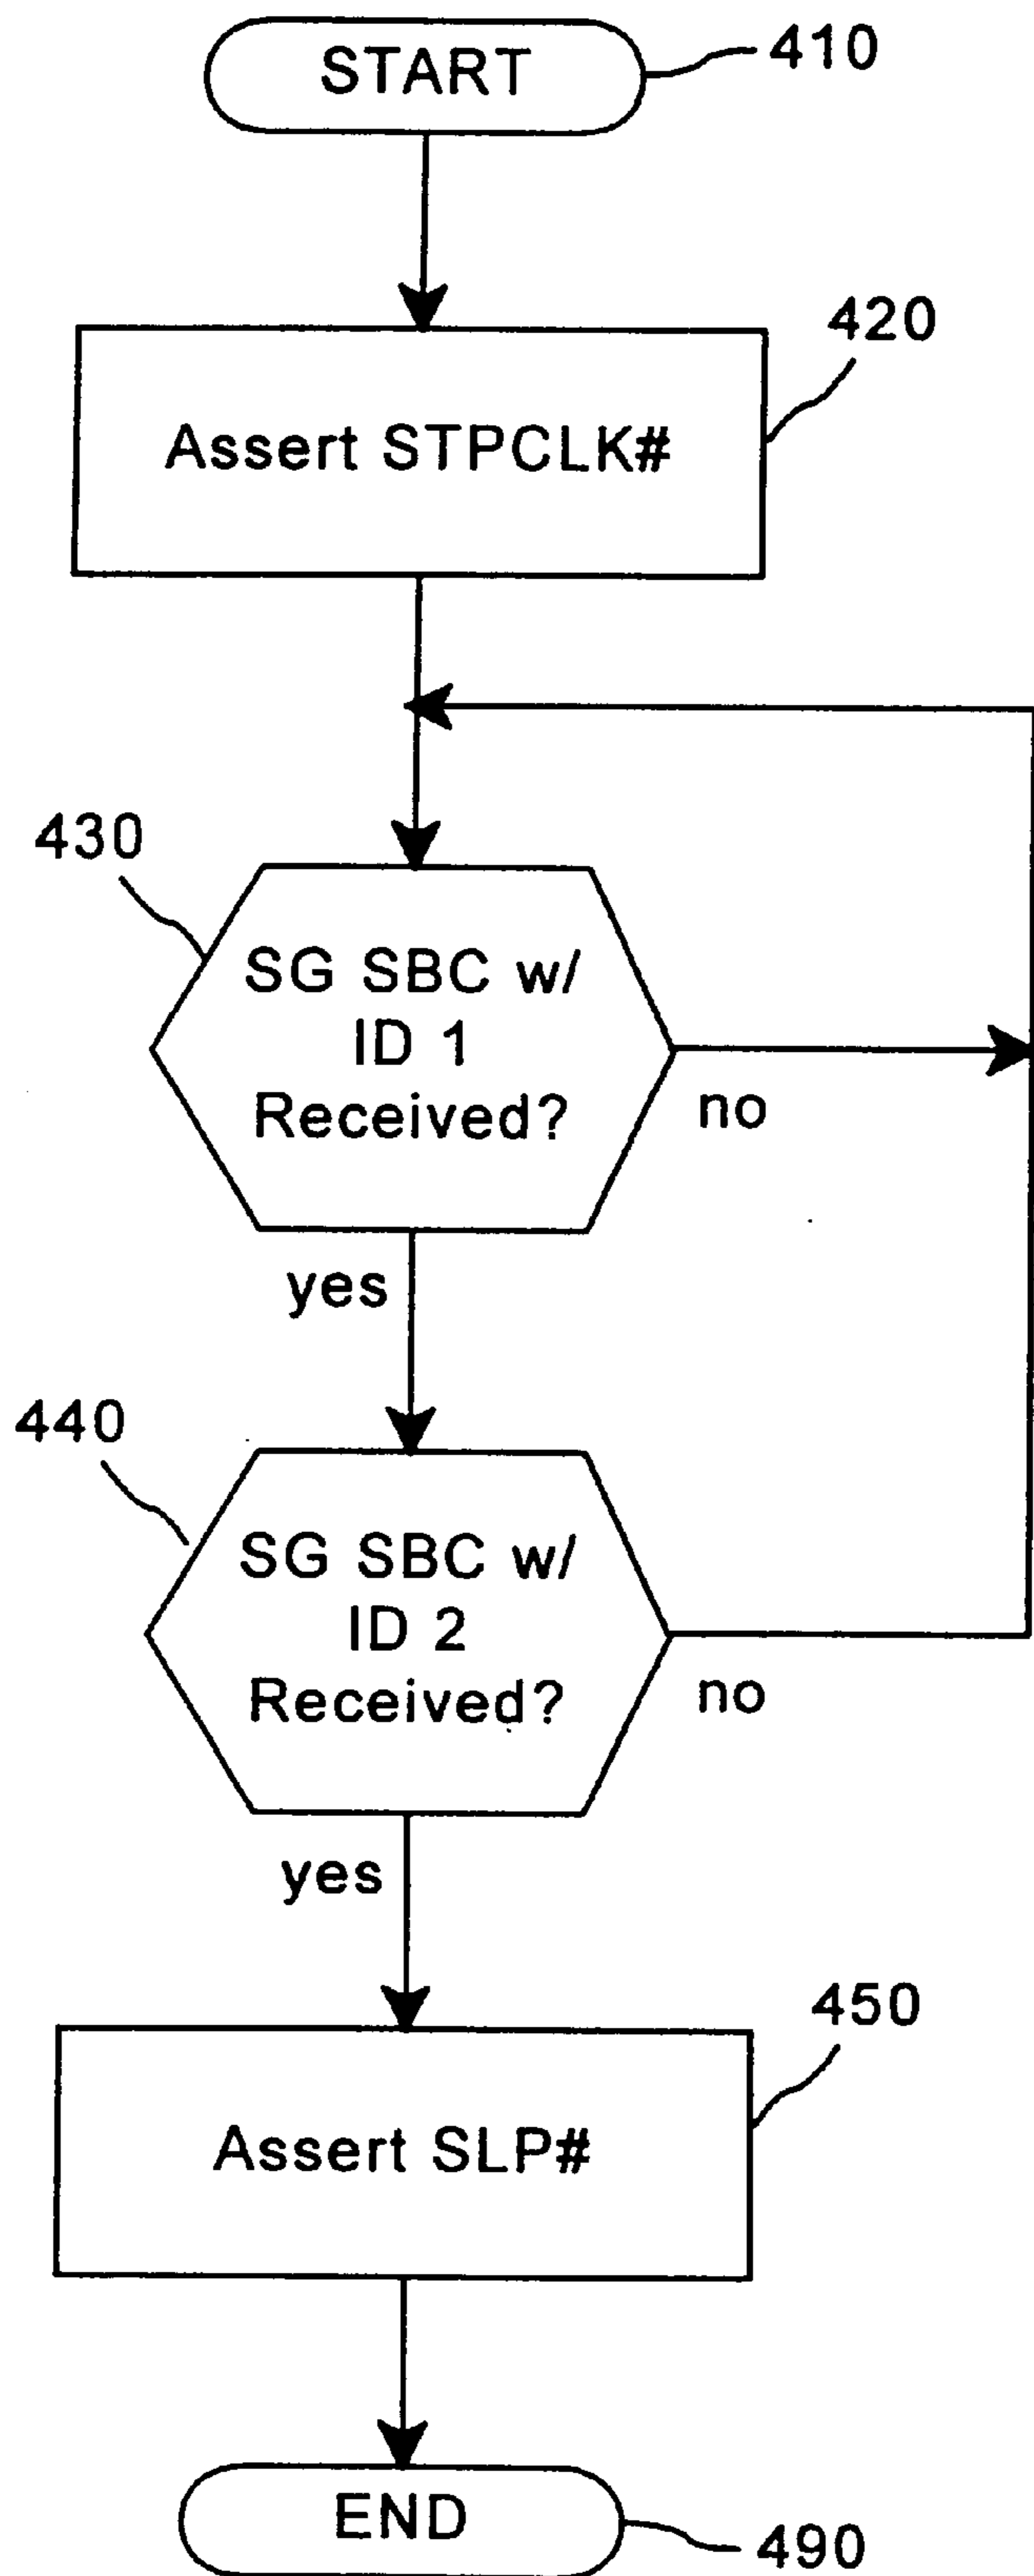 START
410
420
Assert STPCLK#
430
SG SBC w/
ID 1
Received?
no
yes
440
SG SBC w/
ID 2
Received?
no
yes
450
Assert SLP#
END
490